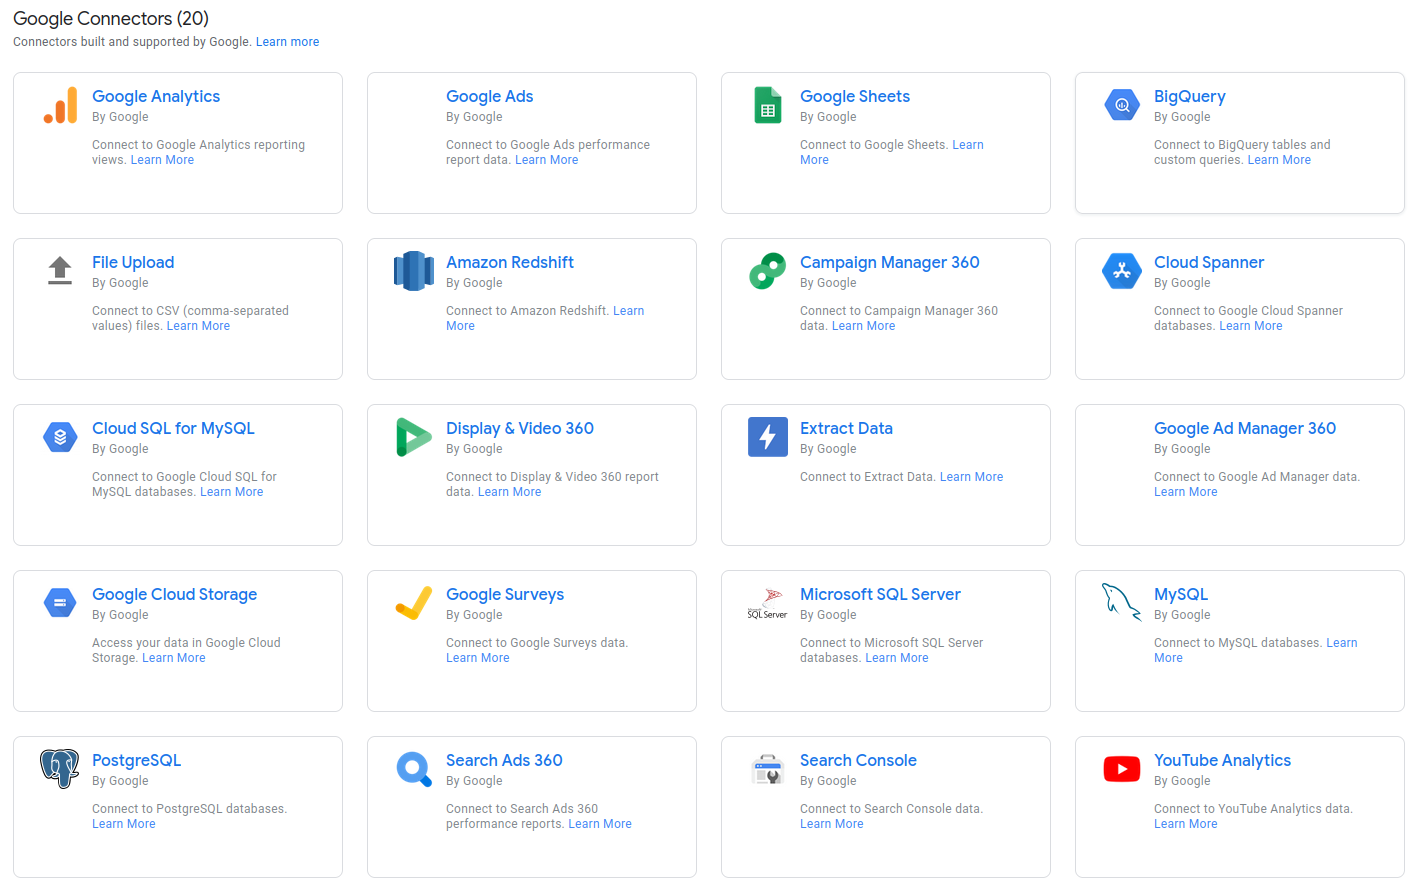 Google Connectors (20)
Connectors built and supported by Google. Learn more
Google Analytics
By Google
Connect to Google Analytics reporting
views. Learn More
Google Ads
By Google
Connect to Google Ads performance
report data. Learn More
Google Sheets
By Google
Connect to Google Sheets. Learn
More
BigQuery
By Google
Connect to BigQuery tables and
custom queries. Learn More
File Upload
By Google
Connect to CSV (comma-separated
values) files. Learn More
Amazon Redshift
By Google
Connect to Amazon Redshift. Learn
More
Campaign Manager 360
By Google
Connect to Campaign Manager 360
data. Learn More
Cloud Spanner
By Google
Connect to Google Cloud Spanner
databases. Learn More
Cloud SQL for MySQL
By Google
Connect to Google Cloud SQL for
MySQL databases. Learn More
Display & Video 360
By Google
Connect to Display & Video 360 report
data. Learn More
Extract Data
By Google
Connect to Extract Data. Learn More
Google Ad Manager 360
By Google
Connect to Google Ad Manager data.
Learn More
Google Cloud Storage
By Google
Access your data in Google Cloud
Storage. Learn More
Google Surveys
By Google
Connect to Google Surveys data.
Learn More
SQL Server
Microsoft SQL Server
By Google
Connect to Microsoft SQL Server
databases. Learn More
MySQL
By Google
Connect to MySQL databases. Learn
More
PostgreSQL
By Google
Connect to PostgreSQL databases.
Learn More
Search Ads 360
By Google
Connect to Search Ads 360
performance reports. Learn More
Search Console
By Google
Connect to Search Console data.
Learn More
YouTube Analytics
By Google
Connect to YouTube Analytics data.
Learn More